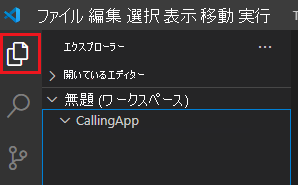 ファイル 編集 選択 表示 移動 実行
エクスプローラー
開いているエディター
無題 (ワークスペース)
CallingApp